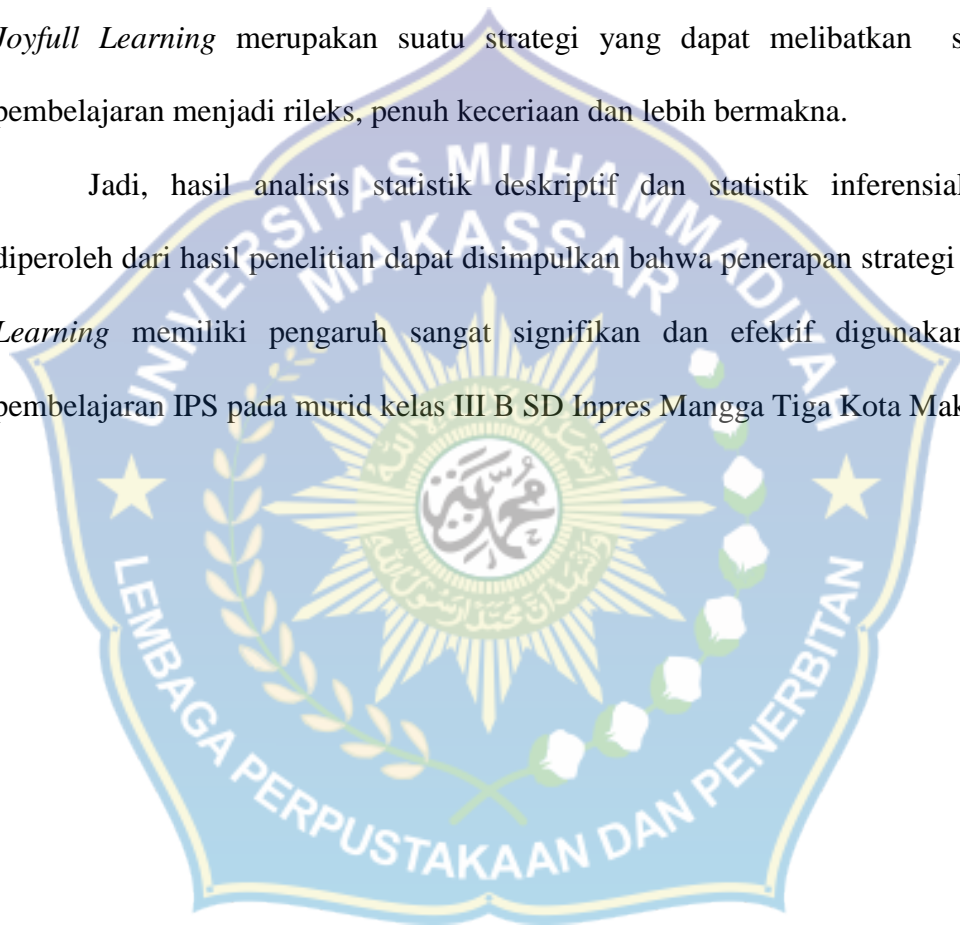 Joyfull Learning merupakan suatu strategi yang dapat melibatkan s
pembelajaran menjadi rileks, penuh keceriaan dan lebih bermakna.
Jadi, hasil analisis statistik deskriptif dan statistik inferensial
diperoleh dari hasil penelitian dapat disimpulkan bahwa penerapan strategi
Learning memiliki pengaruh sangat signifikan dan efektif digunakan
pembelajaran IPS pada murid kelas III B SD Inpres Mangga Tiga Kota Mak
UNIVERSITAS MUHAMMADIYAH
MAKASSAR
LEMBAGA PERPUSTAKAAN DAN PENERBITAN